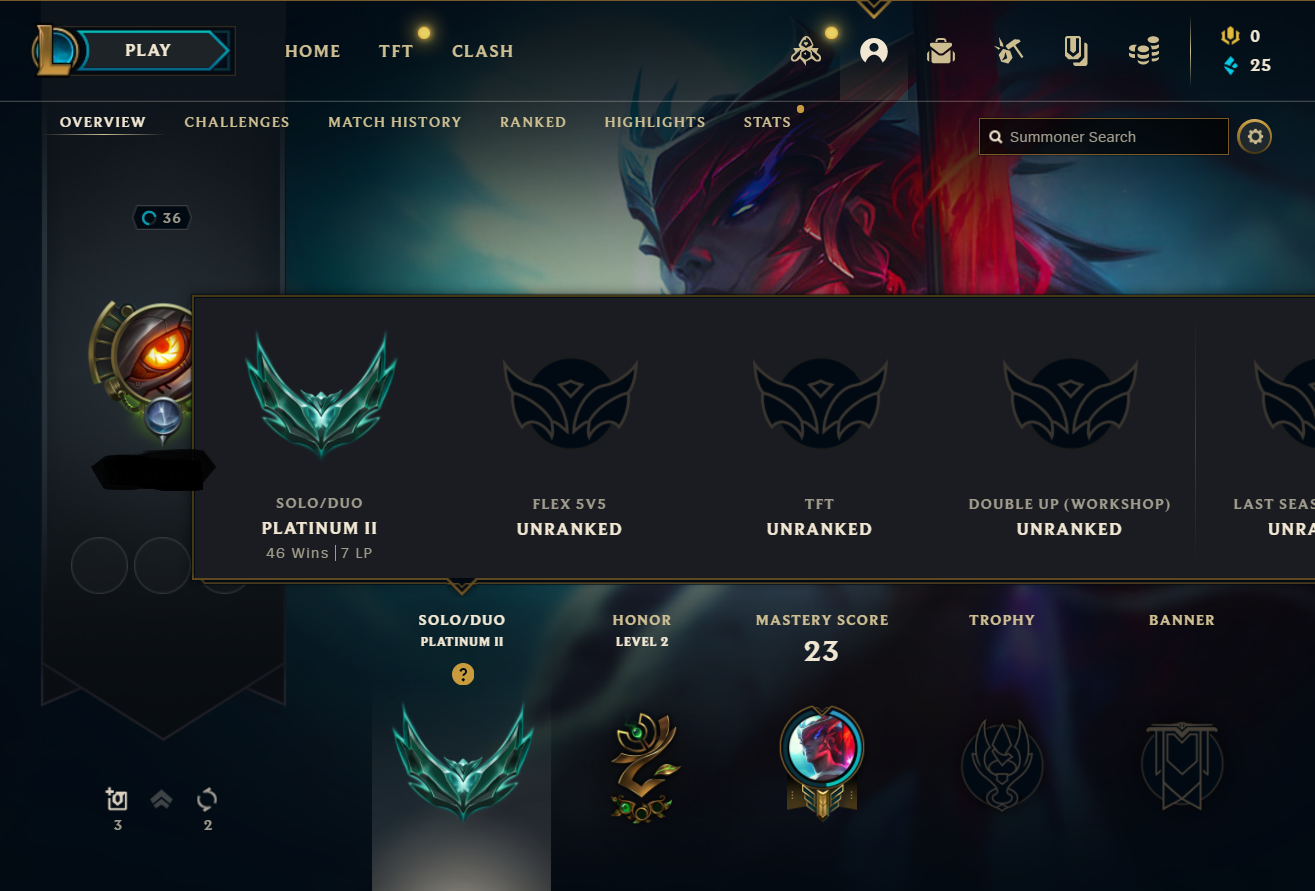 PLAY
HOME
TFT
CLASH
0
25
OVERVIEW
CHALLENGES
MATCH HISTORY
RANKED
HIGHLIGHTS
STATS
Summoner Search
36
SOLO/DUO
PLATINUM II
46 Wins | 7 LP
FLEX 5V5
UNRANKED
TFT
UNRANKED
DOUBLE UP (WORKSHOP)
UNRANKED
LAST SEAS
UNRA
SOLO/DUO
PLATINUM II
?
HONOR
LEVEL 2
MASTERY SCORE
23
TROPHY
BANNER
3
2